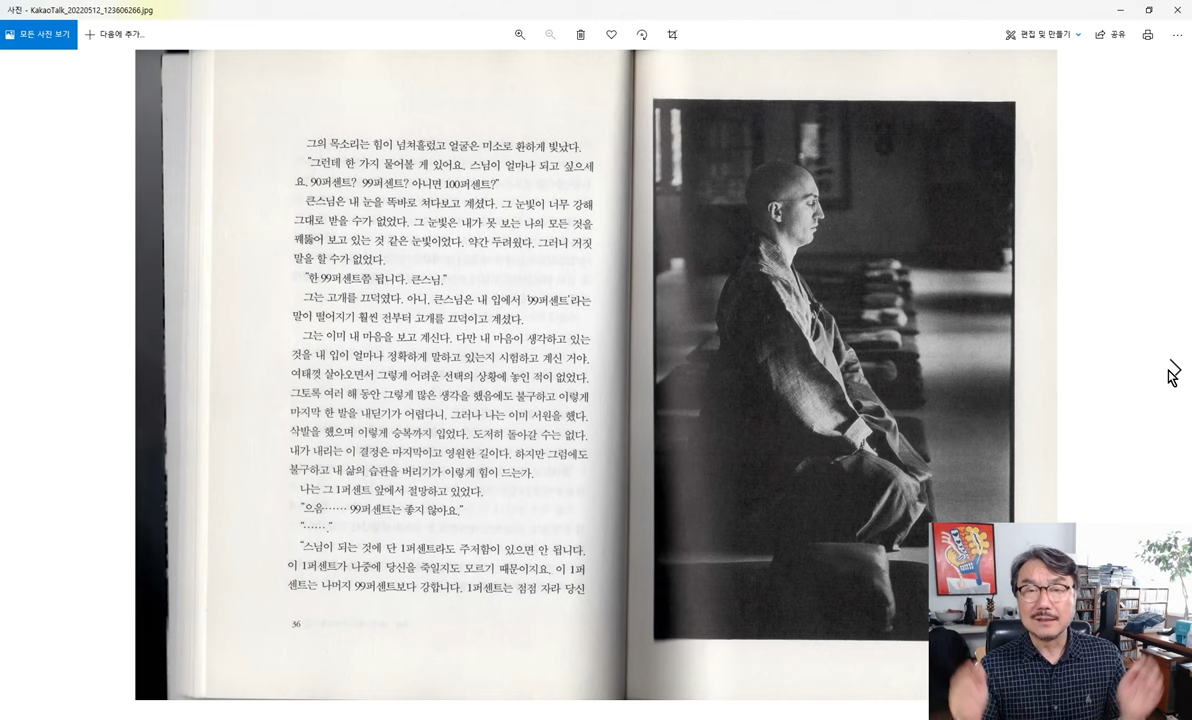 사진 - KakaoTalk_20220512_123606266.jpg
모든 사진 보기
다음에 추가...
편집 및 만들기
공유
그의 목소리는 힘이 넘쳐흘렀고 얼굴은 미소로 환하게 빛났다.
"그런데 한 가지 물어볼 게 있어요. 스님이 얼마나 되고 싶으세
요. 90퍼센트? 99퍼센트? 아니면 100퍼센트?"
큰스님은 내 눈을 똑바로 쳐다보고 계셨다. 그 눈빛이 너무 강해
그대로 받을 수가 없었다. 그 눈빛은 내가 못 보는 나의 모든 것을
꿰뚫어 보고 있는 것 같은 눈빛이었다. 약간 두려웠다. 그러니 거짓
말을 할 수가 없었다.
"한 99퍼센트쯤 됩니다. 큰스님."
그는 고개를 끄덕였다. 아니, 큰스님은 내 입에서 '99퍼센트'라는
말이 떨어지기 훨씬 전부터 고개를 끄덕이고 계셨다.
그는 이미 내 마음을 보고 계신다. 다만 내 마음이 생각하고 있는
것을 내 입이 얼마나 정확하게 말하고 있는지 시험하고 계신 거야.
여태껏 살아오면서 그렇게 어려운 선택의 상황에 놓인 적이 없었다.
그토록 여러 해 동안 그렇게 많은 생각을 했음에도 불구하고 이렇게
마지막 한 발을 내딛기가 어렵다니. 그러나 나는 이미 서원을 했다.
삭발을 했으며 이렇게 승복까지 입었다. 도저히 돌아갈 수는 없다.
내가 내리는 이 결정은 마지막이고 영원한 길이다. 하지만 그럼에도
불구하고 내 삶의 습관을 버리기가 이렇게 힘이 드는가.
나는 그 1퍼센트 앞에서 절망하고 있었다.
"으음…… 99퍼센트는 좋지 않아요."
"……."
"스님이 되는 것에 단 1퍼센트라도 주저함이 있으면 안 됩니다.
이 1퍼센트가 나중에 당신을 죽일지도 모르기 때문이지요. 이 1퍼
센트는 나머지 99퍼센트보다 강합니다. 1퍼센트는 점점 자라 당신
36